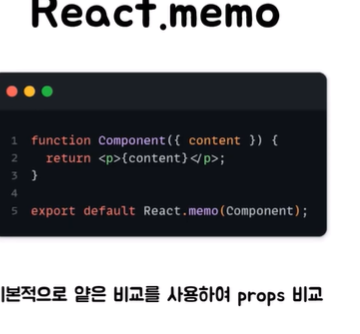 React.memo
1 function Component({ content }) {
2   return <p>{content}</p>;
3 }
4
5 export default React.memo(Component);
기본적으로 얕은 비교를 사용하여 props 비교